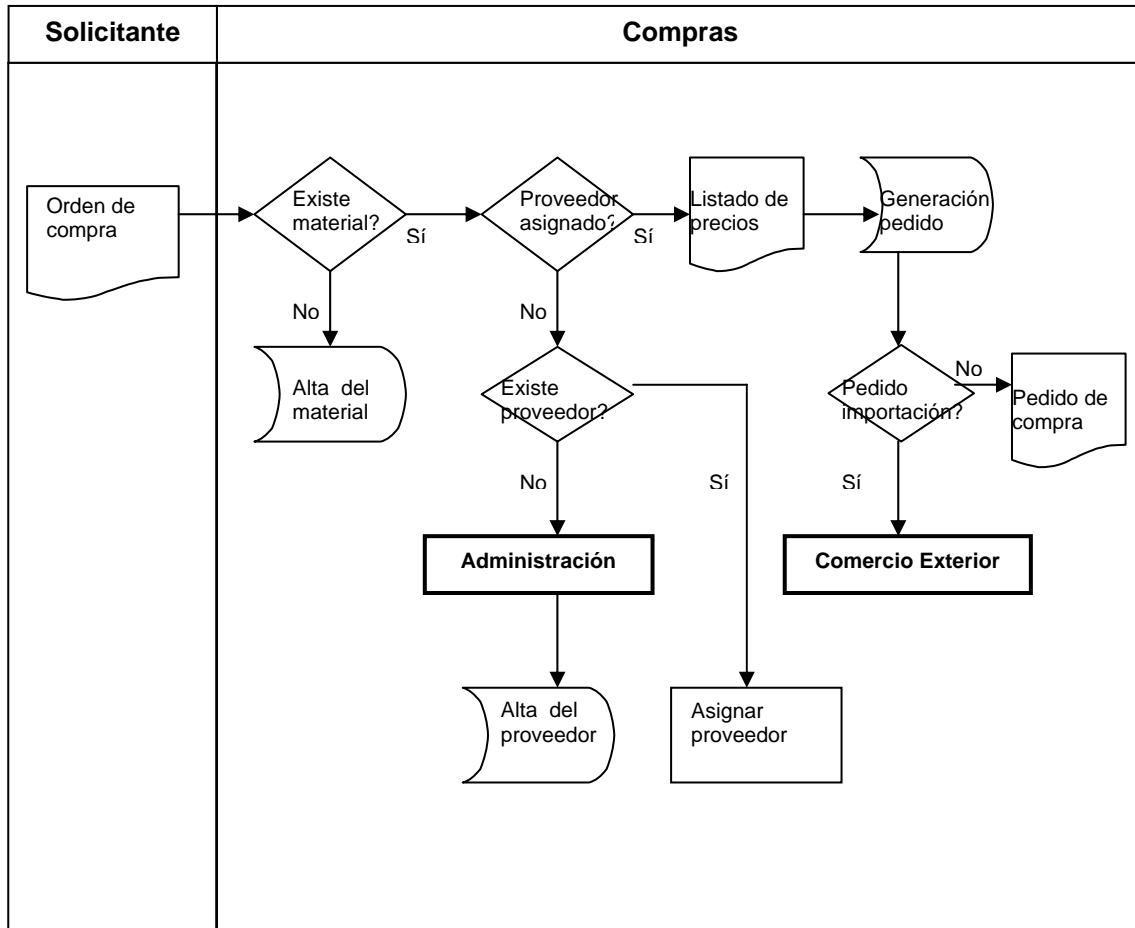 Solicitante
Compras
Orden de
compra
Existe
material?
Sí
Proveedor
asignado?
Sí
Listado de
precios
Generación
pedido
No
Alta del
material
No
Existe
proveedor?
Pedido
importación?
No
Pedido de
compra
No
Sí
Sí
Administración
Comercio Exterior
Alta del
proveedor
Asignar
proveedor